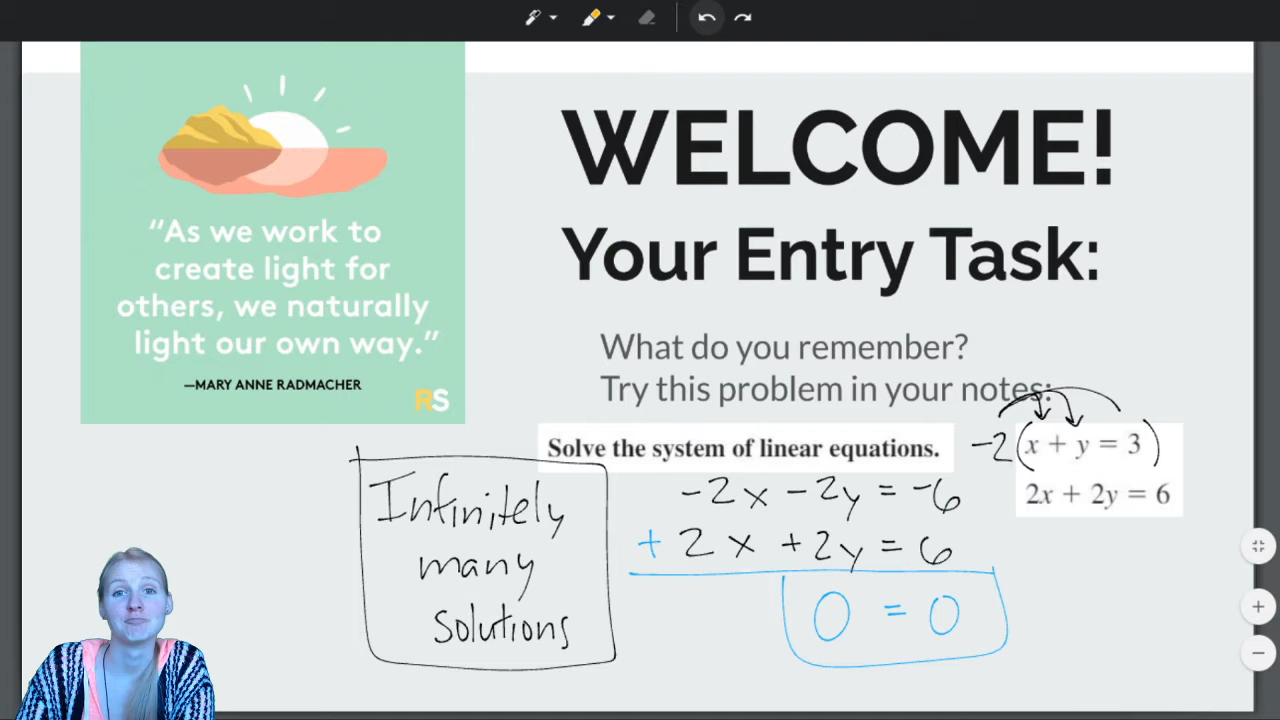 WELCOME!
Your Entry Task:
“As we work to
create light for
others, we naturally
light our own way.”
—MARY ANNE RADMACHER
RS
What do you remember?
Try this problem in your notes:
Solve the system of linear equations.
-2(x + y = 3)
2x + 2y = 6
-2x - 2y = -6
+ 2x + 2y = 6
0 = 0
Infinitely
many
solutions